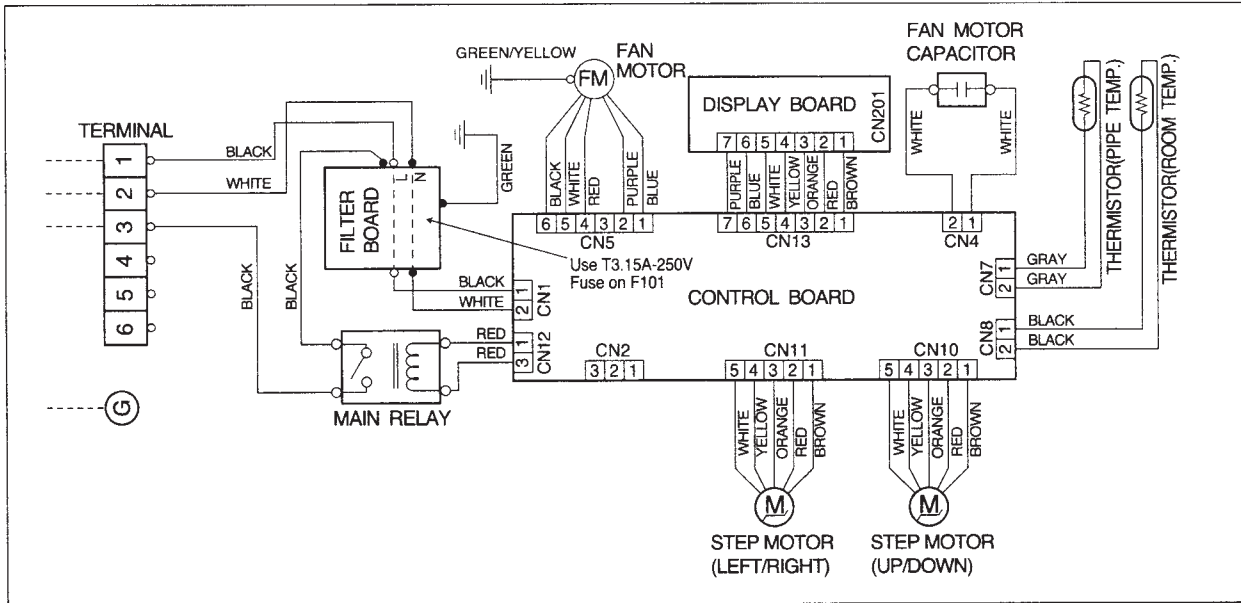 GREEN/YELLOW
FAN
MOTOR
FM
FAN MOTOR
CAPACITOR
WHITE
WHITE
THERMISTOR(PIPE TEMP.)
THERMISTOR(ROOM TEMP.)
DISPLAY BOARD
CN201
7 6 5 4 3 2 1
PURPLE
BLUE
WHITE
YELLOW
ORANGE
RED
BROWN
TERMINAL
1
2
3
4
5
6
G
BLACK
WHITE
L
N
GREEN
FILTER
BOARD
BLACK
WHITE
RED
PURPLE
BLUE
6 5 4 3 2 1
CN5
7 6 5 4 3 2 1
CN13
2 1
CN4
Use T3.15A-250V
Fuse on F101
BLACK
BLACK
BLACK
WHITE
1
2
CN1
RED
RED
1
3
CN12
MAIN RELAY
CONTROL BOARD
CN7
1
2
GRAY
GRAY
CN8
1
2
BLACK
BLACK
CN2
3 2 1
CN11
5 4 3 2 1
CN10
5 4 3 2 1
WHITE
YELLOW
ORANGE
RED
BROWN
WHITE
YELLOW
ORANGE
RED
BROWN
M
M
STEP MOTOR
(LEFT/RIGHT)
STEP MOTOR
(UP/DOWN)